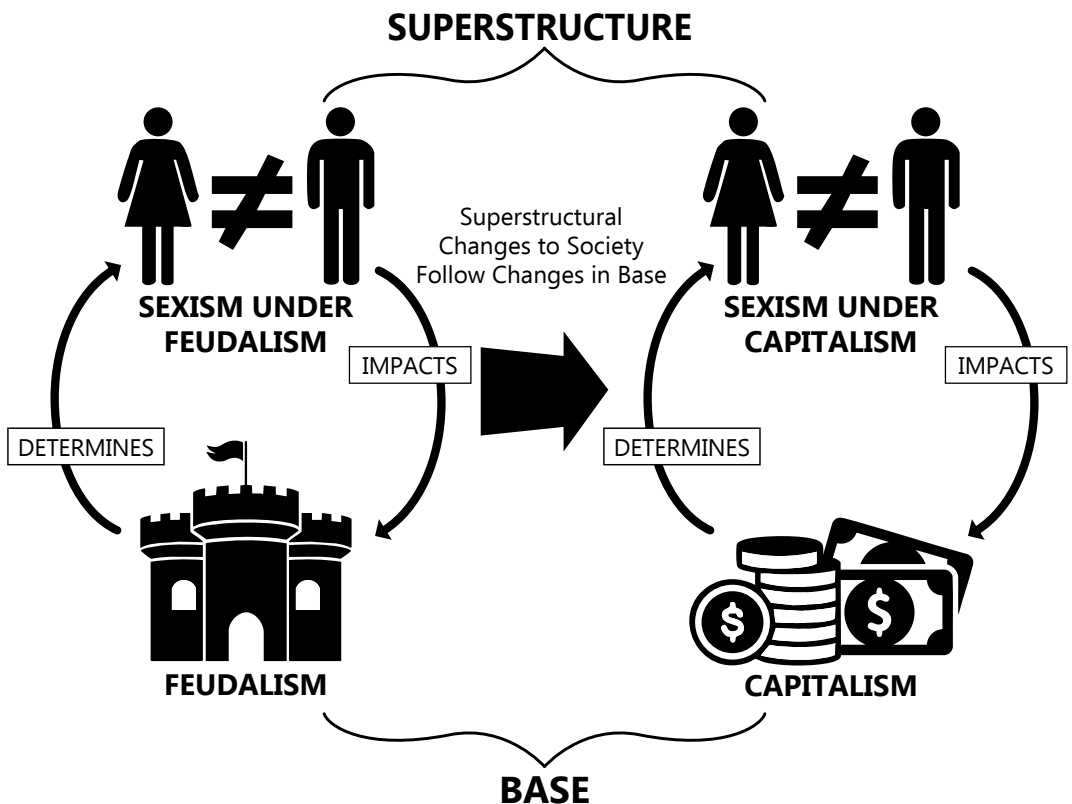 SUPERSTRUCTURE
Superstructural
Changes to Society
Follow Changes in Base
SEXISM UNDER
FEUDALISM
SEXISM UNDER
CAPITALISM
IMPACTS
IMPACTS
DETERMINES
DETERMINES
$
$
FEUDALISM
CAPITALISM
BASE